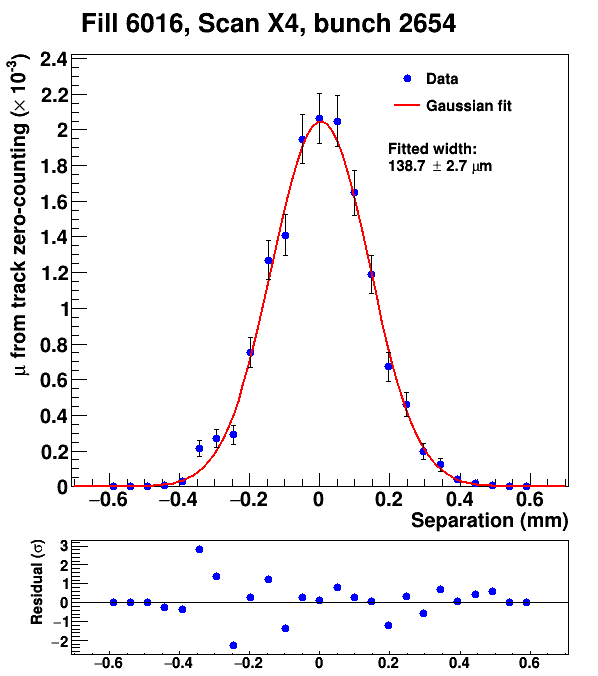 Fill 6016, Scan X4, bunch 2654
μ from track zero-counting (× 10⁻³)
2.4
2.2
2
1.8
1.6
1.4
1.2
1
0.8
0.6
0.4
0.2
0
Data
Gaussian fit
Fitted width:
138.7 ± 2.7 μm
−0.6 −0.4 −0.2 0 0.2 0.4 0.6
Separation (mm)
Residual (σ)
3
2
1
0
−1
−2
−0.6 −0.4 −0.2 0 0.2 0.4 0.6